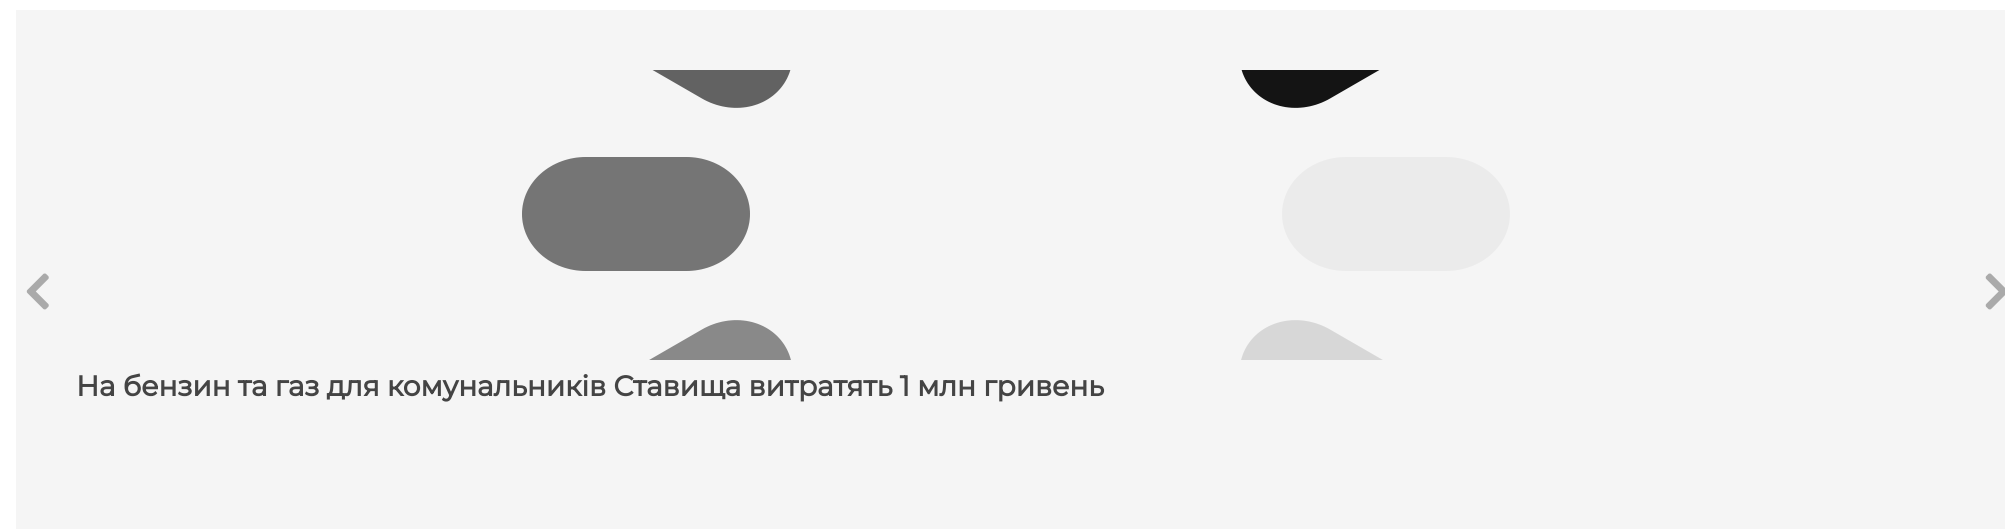 На бензин та газ для комунальників Ставища витратять 1 млн гривень